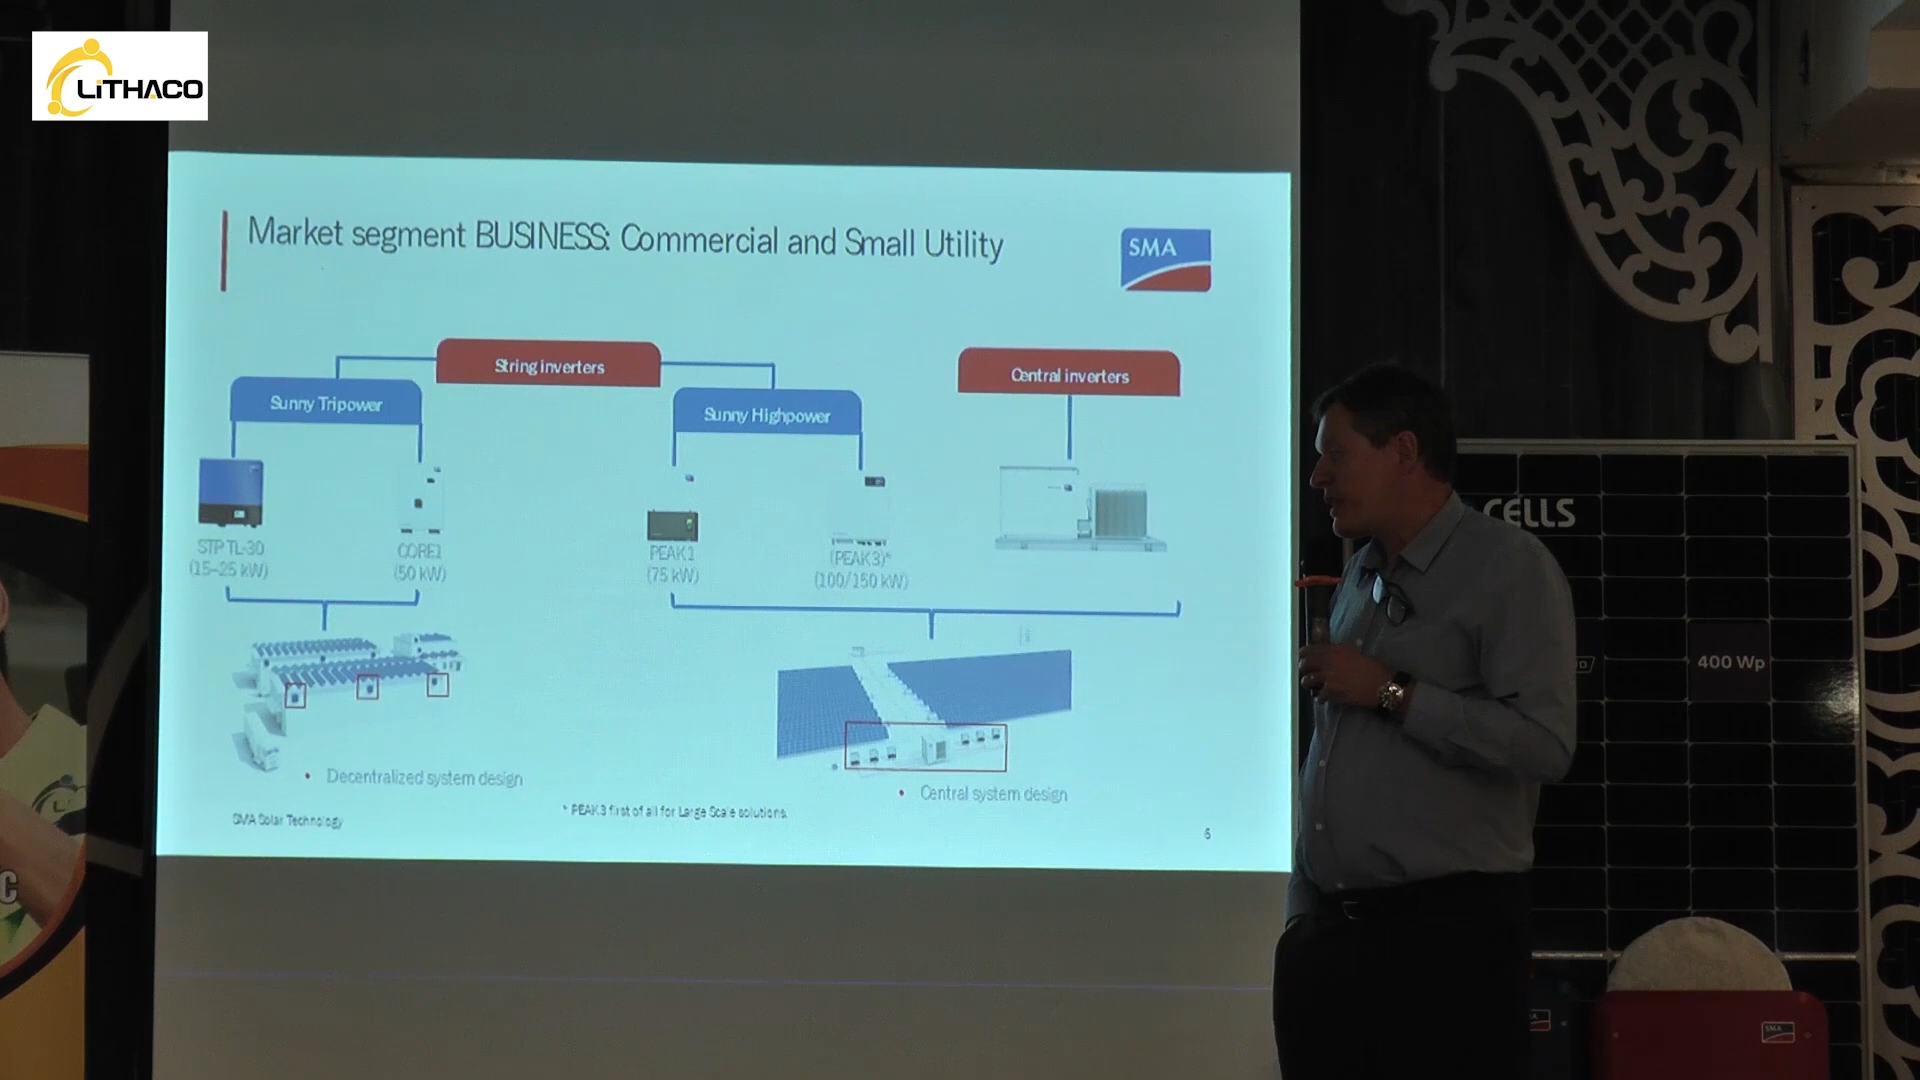 LiTHACO
Market segment BUSINESS: Commercial and Small Utility
SMA
String inverters
Central inverters
Sunny Tripower
Sunny Highpower
STP TL-30
(15-25 kW)
CORE1
(50 kW)
PEAK1
(75 kW)
(PEAK3)*
(100/150 kW)
• Decentralized system design
• Central system design
* PEAK3 first of all for Large Scale solutions.
SMA Solar Technology
6
CELLS
400 Wp
SMA
C